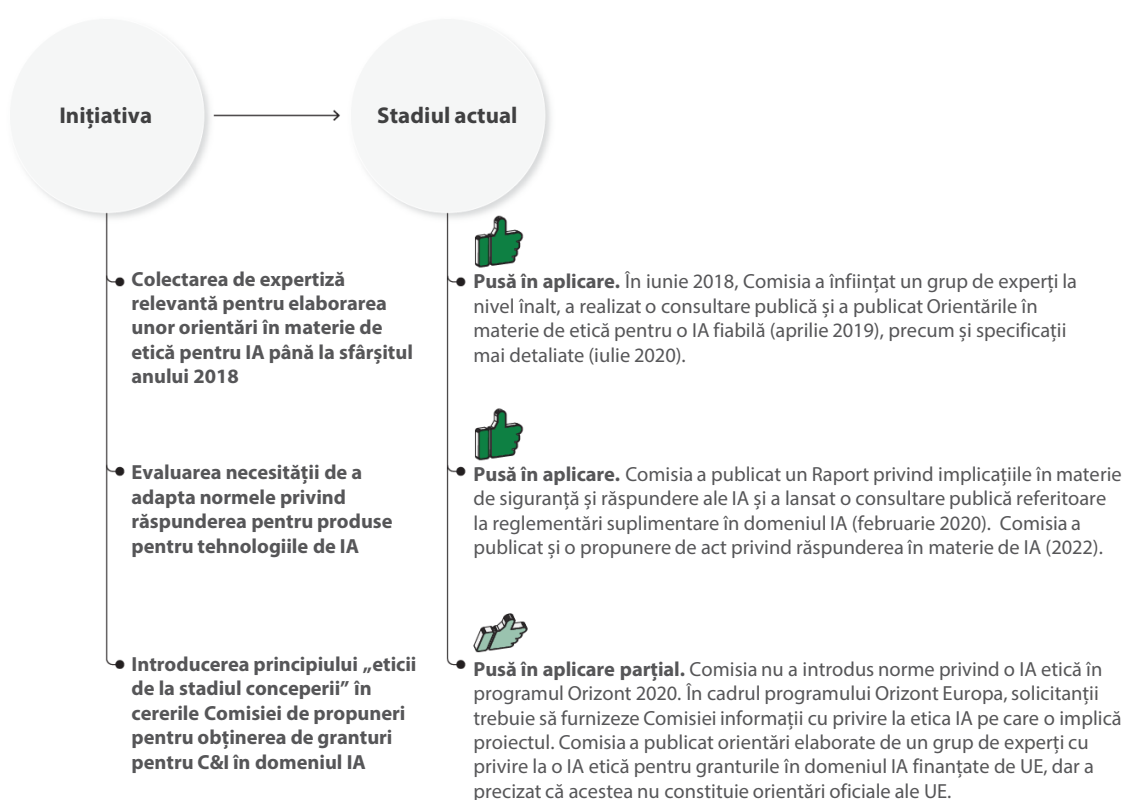 Inițiativa
Stadiul actual
Colectarea de expertiză
relevantă pentru elaborarea
unor orientări în materie de
etică pentru IA până la sfârșitul
anului 2018
Pusă în aplicare. În iunie 2018, Comisia a înființat un grup de experți la
nivel înalt, a realizat o consultare publică și a publicat Orientările în
materie de etică pentru o IA fiabilă (aprilie 2019), precum și specificații
mai detaliate (iulie 2020).
Evaluarea necesității de a
adapta normele privind
răspunderea pentru produse
pentru tehnologiile de IA
Pusă în aplicare. Comisia a publicat un Raport privind implicațiile în materie
de siguranță și răspundere ale IA și a lansat o consultare publică referitoare
la reglementări suplimentare în domeniul IA (februarie 2020). Comisia a
publicat și o propunere de act privind răspunderea în materie de IA (2022).
Introducerea principiului „eticii
de la stadiul conceperii” în
cererile Comisiei de propuneri
pentru obținerea de granturi
pentru C&I în domeniul IA
Pusă în aplicare parțial. Comisia nu a introdus norme privind o IA etică în
programul Orizont 2020. În cadrul programului Orizont Europa, solicitanții
trebuie să furnizeze Comisiei informații cu privire la etica IA pe care o implică
proiectul. Comisia a publicat orientări elaborate de un grup de experți cu
privire la o IA etică pentru granturile în domeniul IA finanțate de UE, dar a
precizat că acestea nu constituie orientări oficiale ale UE.